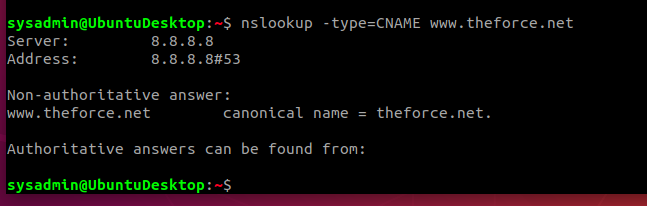 sysadmin@UbuntuDesktop:~$ nslookup -type=CNAME www.theforce.net
Server:         8.8.8.8
Address:        8.8.8.8#53
Non-authoritative answer:
www.theforce.net        canonical name = theforce.net.
Authoritative answers can be found from:
sysadmin@UbuntuDesktop:~$